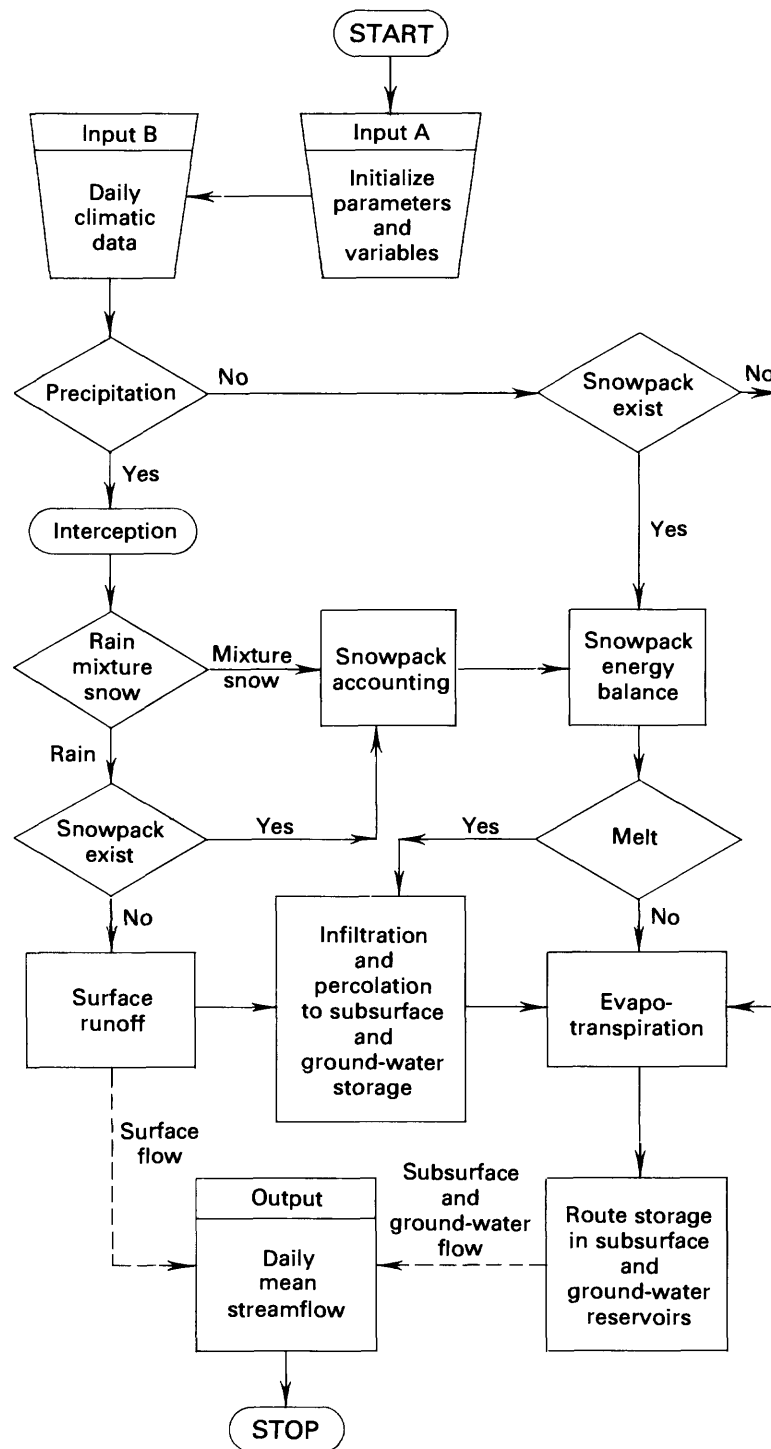 START
Input B
Daily
climatic
data
Input A
Initialize
parameters
and
variables
Precipitation
No
Snowpack
exist
No
Yes
Interception
Yes
Rain
mixture
snow
Mixture
snow
Snowpack
accounting
Snowpack
energy
balance
Rain
Snowpack
exist
Yes
Yes
Melt
No
No
Surface
runoff
Infiltration
and
percolation
to subsurface
and
ground-water
storage
Evapo-
transpiration
Surface
flow
Output
Daily
mean
streamflow
Subsurface
and
ground-water
flow
Route storage
in subsurface
and
ground-water
reservoirs
STOP